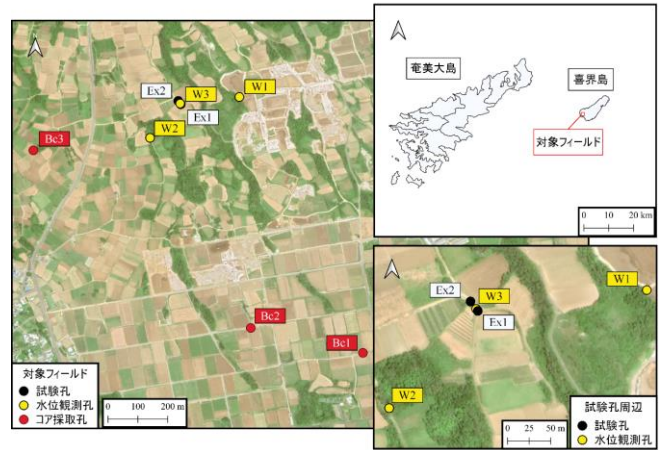 Ex2
W3
W1
Ex1
W2
Bc3
Bc2
Bc1
対象フィールド
試験孔
水位観測孔
コア採取孔
0 100 200 m
奄美大島
喜界島
対象フィールド
0 10 20 km
W1
Ex2
W3
Ex1
W2
試験孔周辺
試験孔
水位観測孔
0 25 50 m